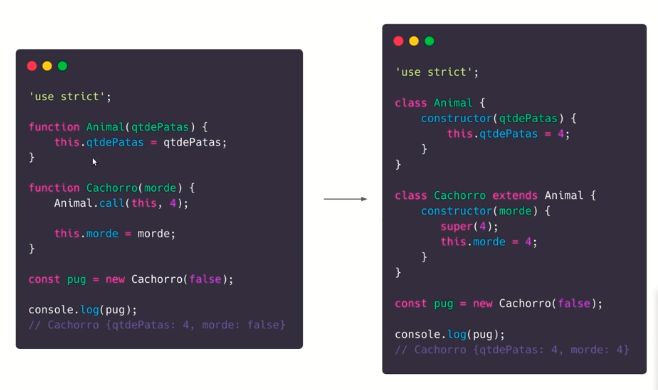 'use strict';
function Animal(qtdePatas) {
    this.qtdePatas = qtdePatas;
}
function Cachorro(morde) {
    Animal.call(this, 4);
    this.morde = morde;
}
const pug = new Cachorro(false);
console.log(pug);
// Cachorro {qtdePatas: 4, morde: false}
'use strict';
class Animal {
    constructor(qtdePatas) {
        this.qtdePatas = 4;
    }
}
class Cachorro extends Animal {
    constructor(morde) {
        super(4);
        this.morde = 4;
    }
}
const pug = new Cachorro(false);
console.log(pug);
// Cachorro {qtdePatas: 4, morde: 4}